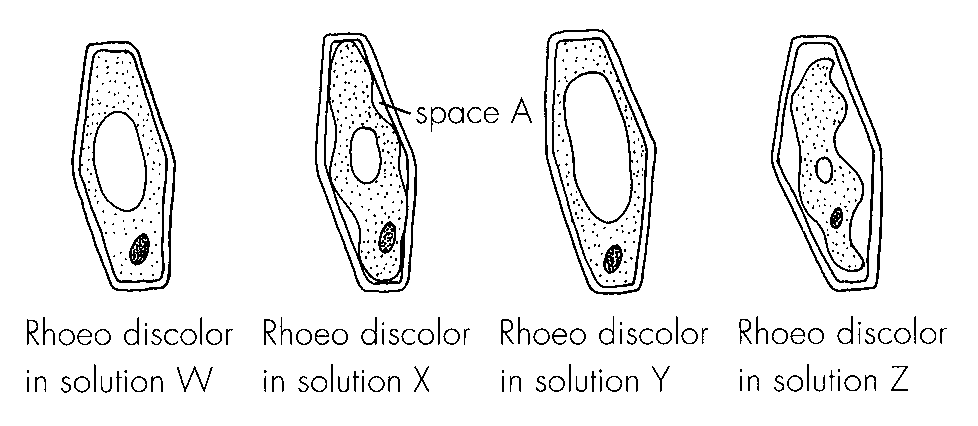 space A
Rhoeo discolor
in solution W
Rhoeo discolor
in solution X
Rhoeo discolor
in solution Y
Rhoeo discolor
in solution Z